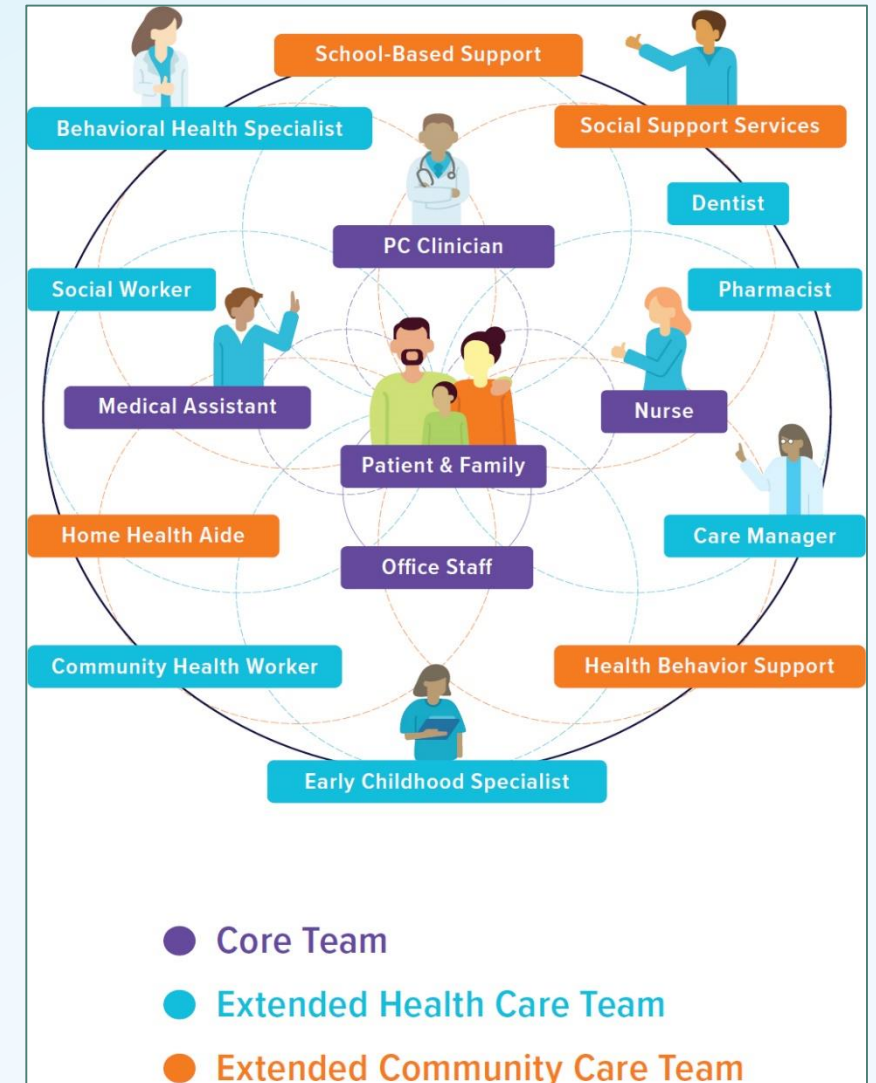 School-Based Support
Behavioral Health Specialist
Social Support Services
Dentist
PC Clinician
Social Worker
Pharmacist
Medical Assistant
Nurse
Patient & Family
Home Health Aide
Care Manager
Office Staff
Community Health Worker
Health Behavior Support
Early Childhood Specialist
Core Team
Extended Health Care Team
Extended Community Care Team